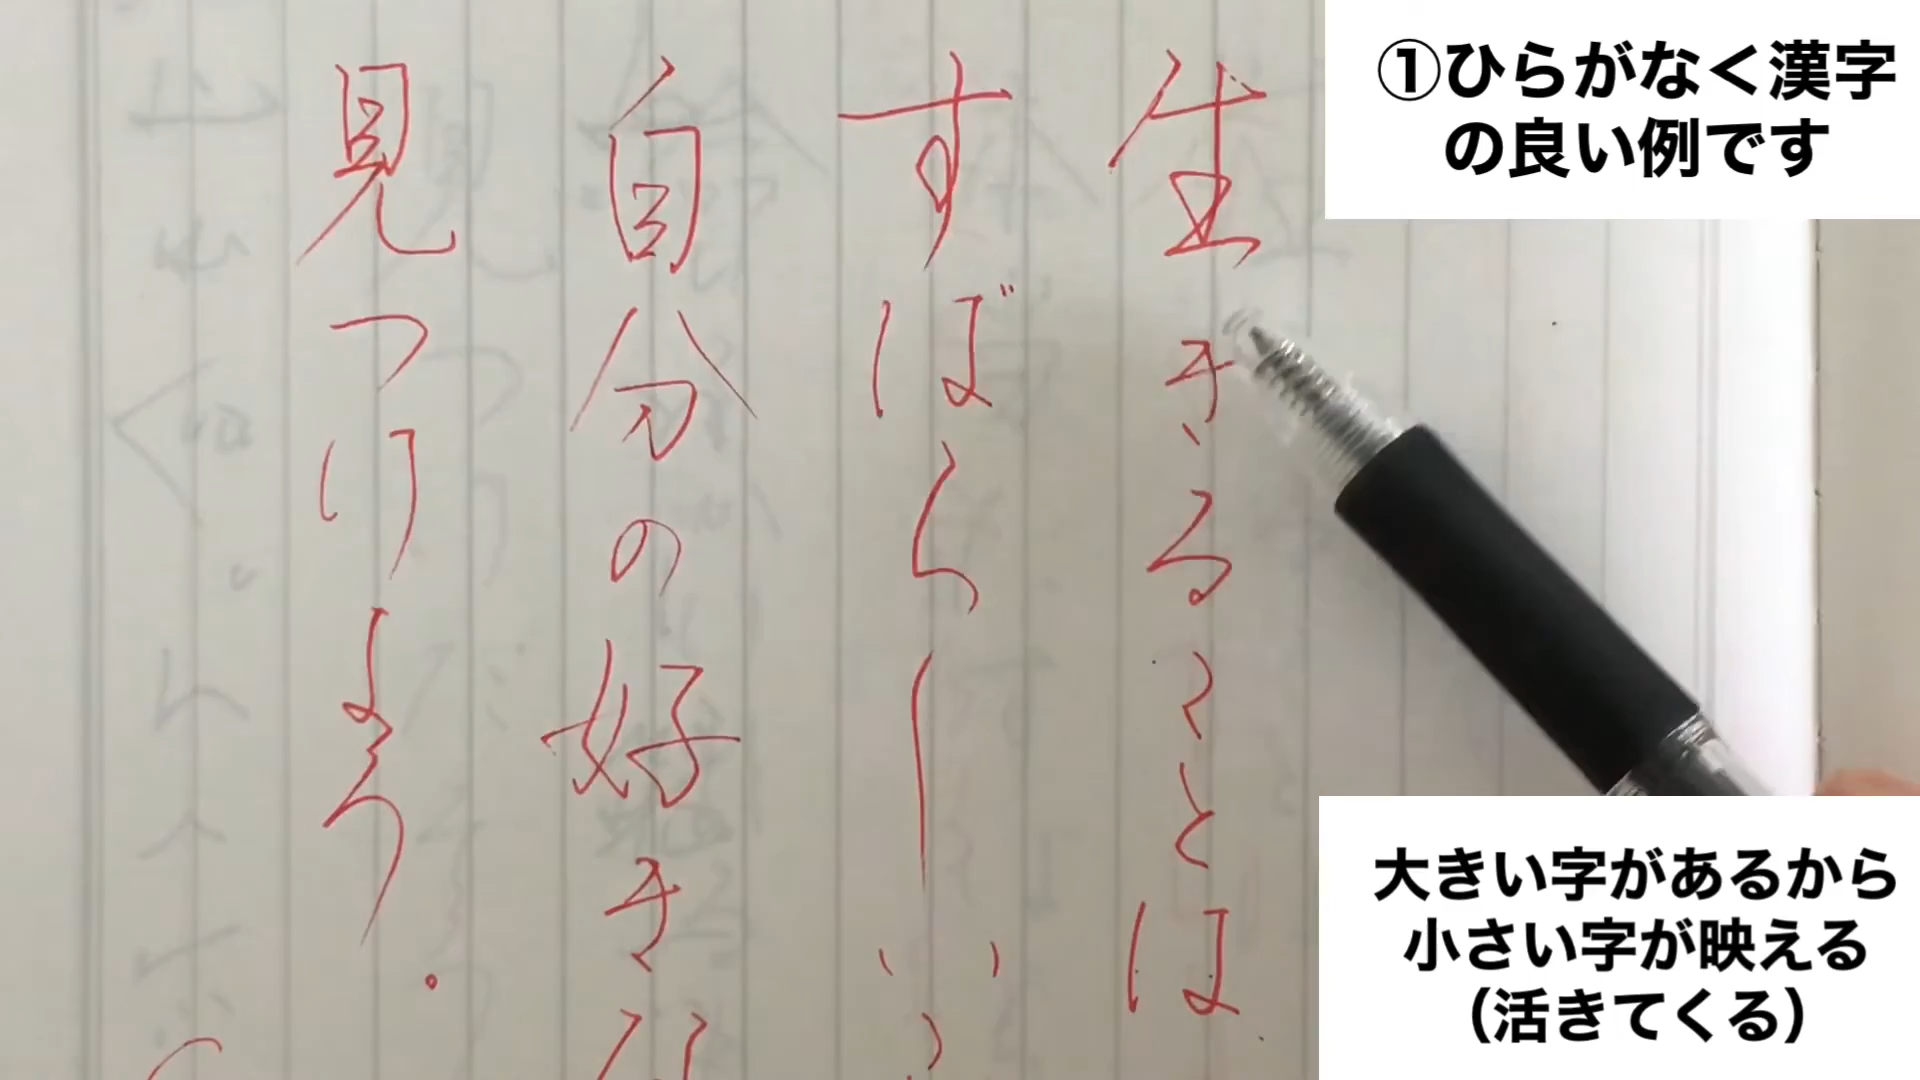 ①ひらがなく漢字
の良い例です
生きることは
すばらしい
自分の好きな
見つけよう.
大きい字があるから
小さい字が映える
（活きてくる）